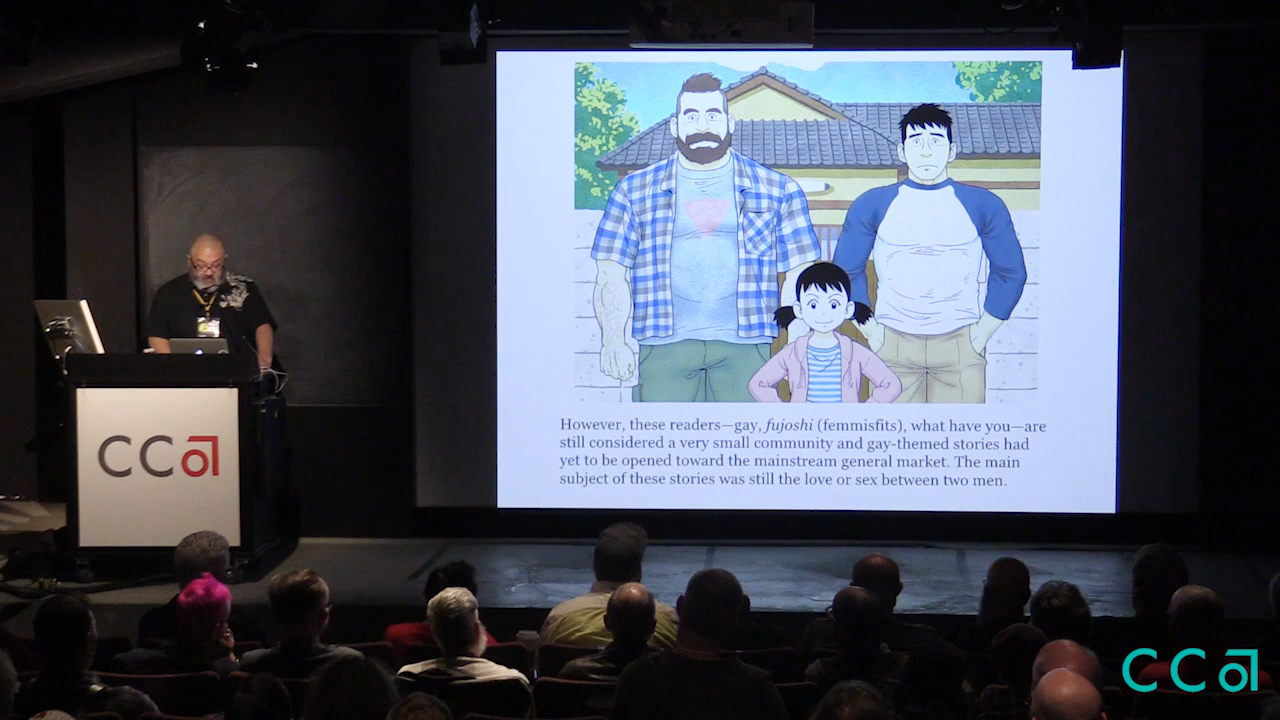 CCA
However, these readers—gay, fujoshi (femmisfits), what have you—are
still considered a very small community and gay-themed stories had
yet to be opened toward the mainstream general market. The main
subject of these stories was still the love or sex between two men.
CCA